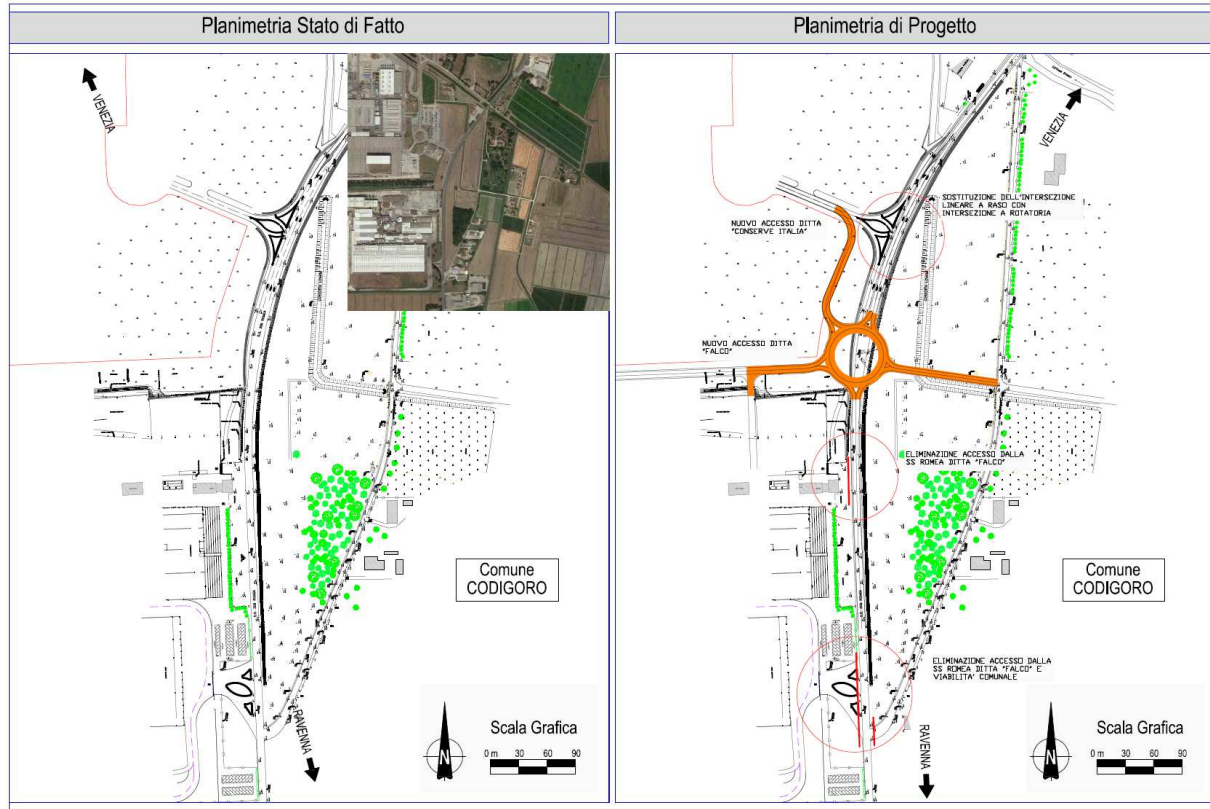 Planimetria Stato di Fatto
VENEZIA
Comune
CODIGORO
RAVENNA
Scala Grafica
0 m 30 60 90
N
Planimetria di Progetto
VENEZIA
SOSTITUZIONE DELL'INTERSEZIONE
LINEARE A RASO CON
INTERSEZIONE A ROTATORIA
NUOVO ACCESSO DITTA
"CONSERVE ITALIA"
NUOVO ACCESSO DITTA
"FALCO"
ELIMINAZIONE ACCESSO DALLA
SS ROMEA DITTA "FALCO"
Comune
CODIGORO
ELIMINAZIONE ACCESSO DALLA
SS ROMEA DITTA "FALCO" E
VIABILITA' COMUNALE
RAVENNA
Scala Grafica
0 m 30 60 90
N